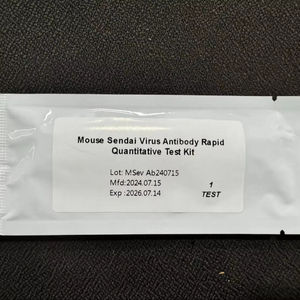 Mouse Sendai Virus Antibody Rapid
Quantitative Test Kit
Lot: MSev Ab240715
Mfd:2024.07.15
Exp:2026.07.14
1
TEST